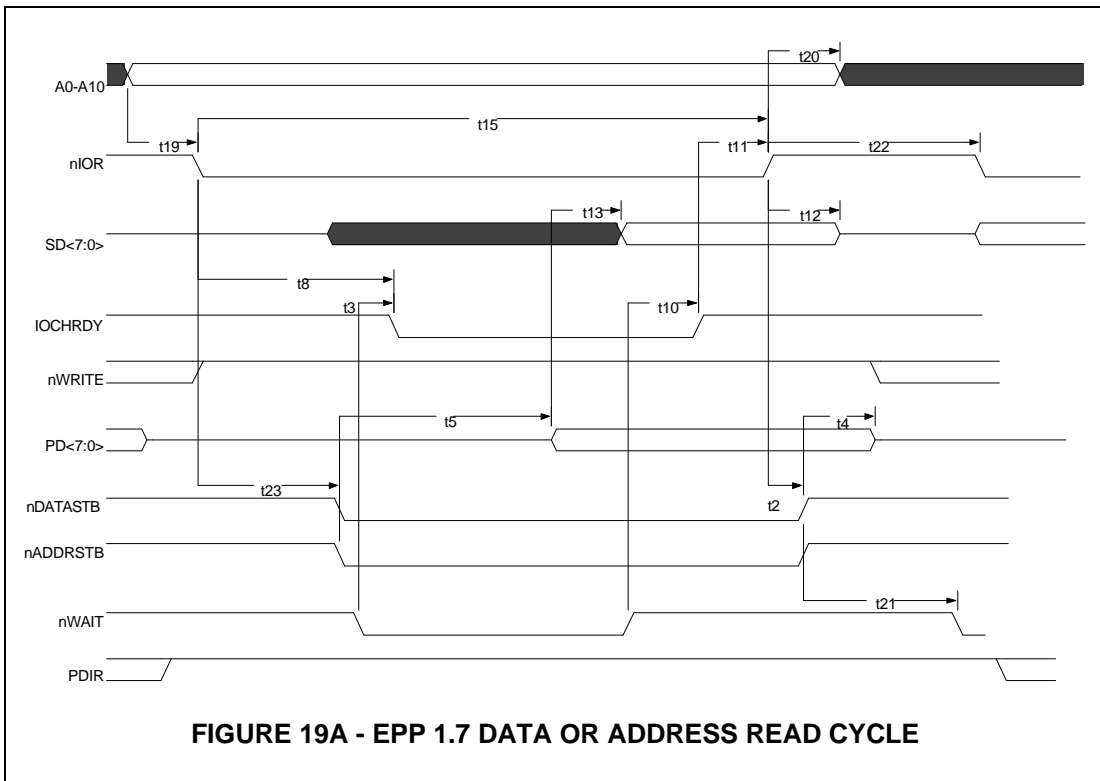 t20
A0-A10
t15
t19
t11
t22
nIOR
t13
t12
SD<7:0>
t8
t3
t10
IOCHRDY
nWRITE
t5
t4
PD<7:0>
t23
t2
nDATASTB
nADDRSTB
t21
nWAIT
PDIR
FIGURE 19A - EPP 1.7 DATA OR ADDRESS READ CYCLE